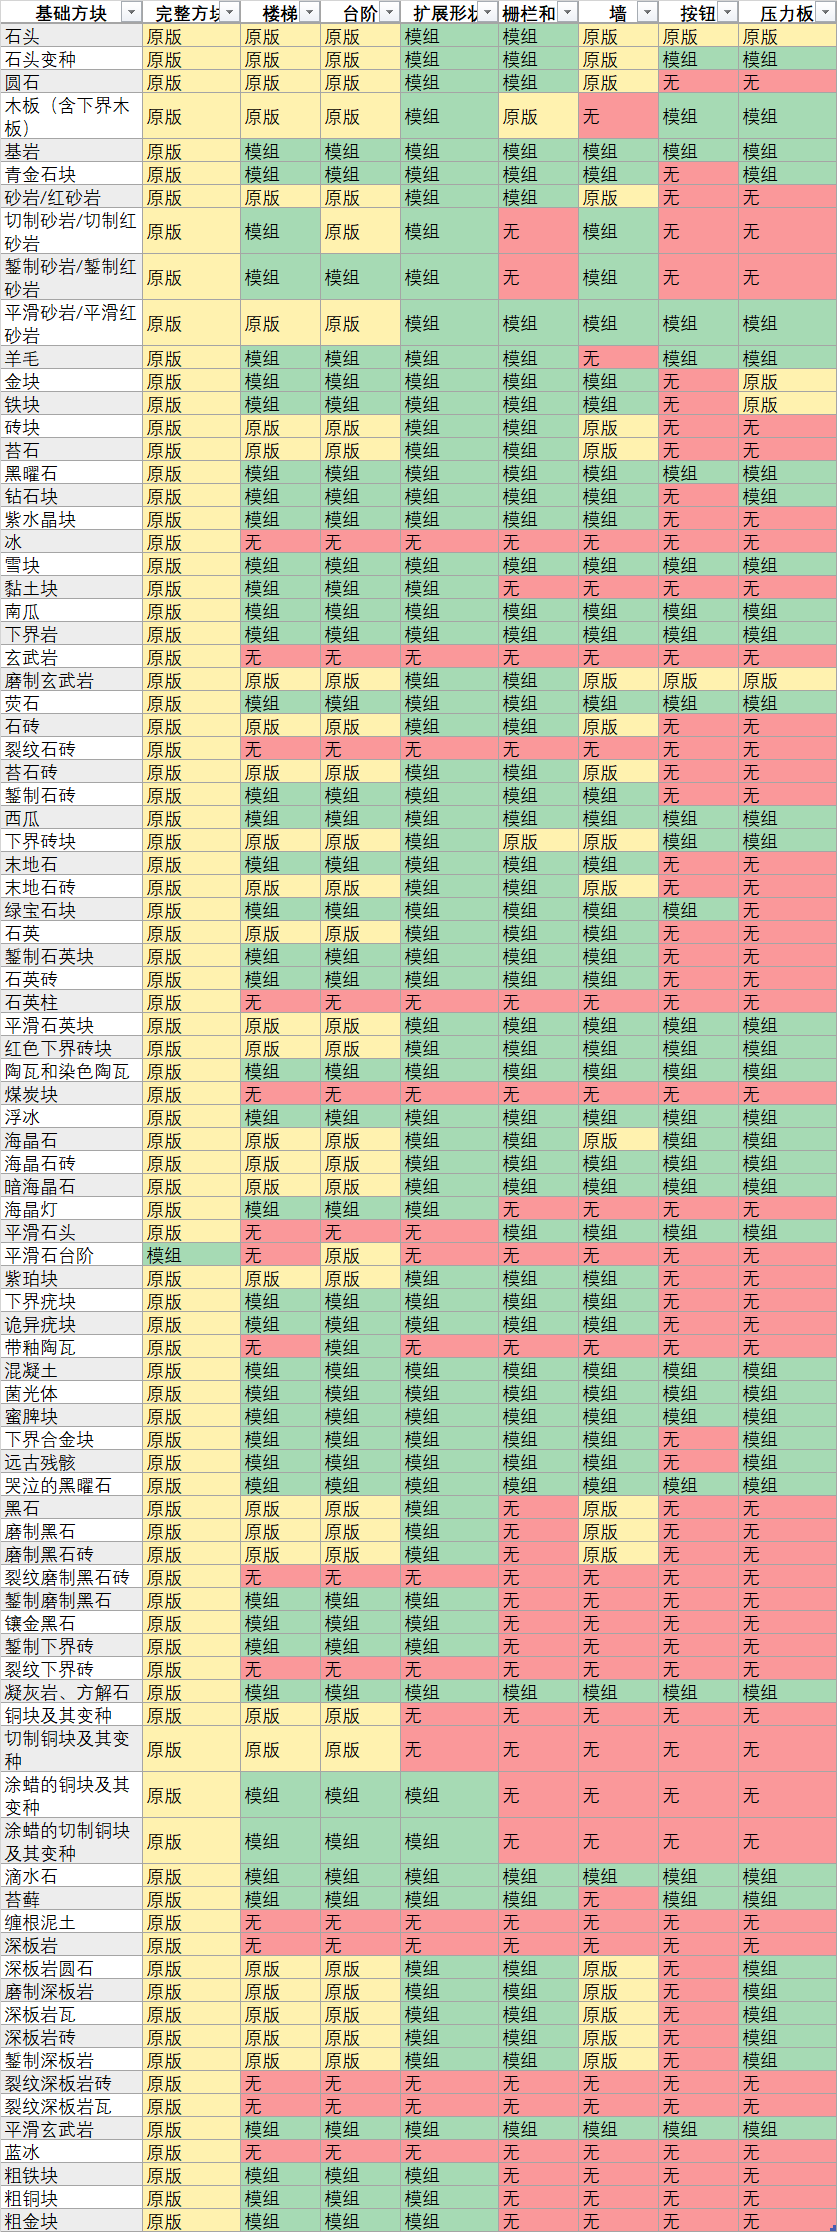 基础方块 完整方块 楼梯 台阶 扩展形状 栅栏和 墙 按钮 压力板
石头 原版 原版 原版 模组 模组 原版 原版 原版
石头变种 原版 原版 原版 模组 模组 原版 模组 模组
圆石 原版 原版 原版 模组 模组 原版 无 无
木板（含下界木
板） 原版 原版 原版 模组 原版 无 模组 模组
基岩 原版 模组 模组 模组 模组 模组 模组 模组
青金石块 原版 模组 模组 模组 模组 模组 无 模组
砂岩/红砂岩 原版 原版 原版 模组 模组 原版 无 无
切制砂岩/切制红
砂岩 原版 模组 原版 模组 无 模组 无 无
錾制砂岩/錾制红
砂岩 原版 模组 模组 模组 无 模组 无 无
平滑砂岩/平滑红
砂岩 原版 原版 原版 模组 模组 模组 模组 模组
羊毛 原版 模组 模组 模组 模组 无 模组 模组
金块 原版 模组 模组 模组 模组 模组 无 原版
铁块 原版 模组 模组 模组 模组 模组 无 原版
砖块 原版 原版 原版 模组 模组 原版 无 无
苔石 原版 原版 原版 模组 模组 原版 无 无
黑曜石 原版 模组 模组 模组 模组 模组 模组 模组
钻石块 原版 模组 模组 模组 模组 模组 无 模组
紫水晶块 原版 模组 模组 模组 模组 模组 无 无
冰 原版 无 无 无 无 无 无 无
雪块 原版 模组 模组 模组 模组 模组 模组 模组
黏土块 原版 模组 模组 模组 无 无 无 无
南瓜 原版 模组 模组 模组 模组 模组 模组 模组
下界岩 原版 模组 模组 模组 模组 模组 模组 模组
玄武岩 原版 无 无 无 无 无 无 无
磨制玄武岩 原版 原版 原版 模组 模组 原版 原版 原版
荧石 原版 模组 模组 模组 模组 模组 模组 模组
石砖 原版 原版 原版 模组 模组 原版 无 无
裂纹石砖 原版 无 无 无 无 无 无 无
苔石砖 原版 原版 原版 模组 模组 原版 无 无
錾制石砖 原版 模组 模组 模组 模组 模组 无 无
西瓜 原版 模组 模组 模组 模组 模组 模组 模组
下界砖块 原版 原版 原版 模组 原版 原版 模组 模组
末地石 原版 模组 模组 模组 模组 模组 无 无
末地石砖 原版 原版 原版 模组 模组 原版 无 无
绿宝石块 原版 模组 模组 模组 模组 模组 模组 无
石英 原版 原版 原版 模组 模组 模组 无 无
錾制石英块 原版 模组 模组 模组 模组 模组 无 无
石英砖 原版 模组 模组 模组 模组 模组 无 无
石英柱 原版 无 无 无 无 无 无 无
平滑石英块 原版 原版 原版 模组 模组 模组 模组 模组
红色下界砖块 原版 原版 原版 模组 模组 模组 模组 模组
陶瓦和染色陶瓦 原版 模组 模组 模组 模组 模组 模组 模组
煤炭块 原版 无 无 无 无 无 无 无
浮冰 原版 模组 模组 模组 模组 模组 模组 模组
海晶石 原版 原版 原版 模组 模组 原版 模组 模组
海晶石砖 原版 原版 原版 模组 模组 模组 模组 模组
暗海晶石 原版 原版 原版 模组 模组 模组 模组 模组
海晶灯 原版 模组 模组 模组 无 无 无 无
平滑石头 原版 无 无 无 模组 模组 模组 模组
平滑石台阶 模组 无 原版 无 无 无 无 无
紫珀块 原版 原版 原版 模组 模组 模组 无 无
下界疣块 原版 模组 模组 模组 模组 模组 无 无
诡异疣块 原版 模组 模组 模组 模组 模组 无 无
带釉陶瓦 原版 无 模组 无 无 无 无 无
混凝土 原版 模组 模组 模组 模组 模组 模组 模组
菌光体 原版 模组 模组 模组 模组 模组 模组 模组
蜜脾块 原版 模组 模组 模组 模组 模组 模组 模组
下界合金块 原版 模组 模组 模组 模组 模组 无 模组
远古残骸 原版 模组 模组 模组 模组 模组 无 模组
哭泣的黑曜石 原版 模组 模组 模组 模组 模组 模组 模组
黑石 原版 原版 原版 模组 无 原版 无 无
磨制黑石 原版 原版 原版 模组 无 原版 无 无
磨制黑石砖 原版 原版 原版 模组 无 原版 无 无
裂纹磨制黑石砖 原版 无 无 无 无 无 无 无
錾制磨制黑石 原版 模组 模组 模组 无 无 无 无
镶金黑石 原版 模组 模组 模组 无 无 无 无
錾制下界砖 原版 模组 模组 模组 无 无 无 无
裂纹下界砖 原版 无 无 无 无 无 无 无
凝灰岩、方解石 原版 模组 模组 模组 模组 模组 模组 模组
铜块及其变种 原版 原版 原版 无 无 无 无 无
切制铜块及其变
种 原版 原版 原版 无 无 无 无 无
涂蜡的铜块及其
变种 原版 模组 模组 模组 无 无 无 无
涂蜡的切制铜块
及其变种 原版 模组 模组 模组 无 无 无 无
滴水石 原版 模组 模组 模组 模组 模组 模组 模组
苔藓 原版 模组 模组 模组 模组 无 模组 模组
缠根泥土 原版 无 无 无 无 无 无 无
深板岩 原版 无 无 无 无 无 无 无
深板岩圆石 原版 原版 原版 模组 模组 原版 无 模组
磨制深板岩 原版 原版 原版 模组 模组 原版 无 模组
深板岩瓦 原版 原版 原版 模组 模组 原版 无 模组
深板岩砖 原版 原版 原版 模组 模组 原版 无 模组
錾制深板岩 原版 原版 原版 模组 模组 原版 无 模组
裂纹深板岩砖 原版 无 无 无 无 无 无 无
裂纹深板岩瓦 原版 无 无 无 无 无 无 无
平滑玄武岩 原版 模组 模组 模组 模组 模组 模组 模组
蓝冰 原版 无 无 无 无 无 无 无
粗铁块 原版 模组 模组 模组 无 无 无 无
粗铜块 原版 模组 模组 模组 无 无 无 无
粗金块 原版 模组 模组 模组 无 无 无 无